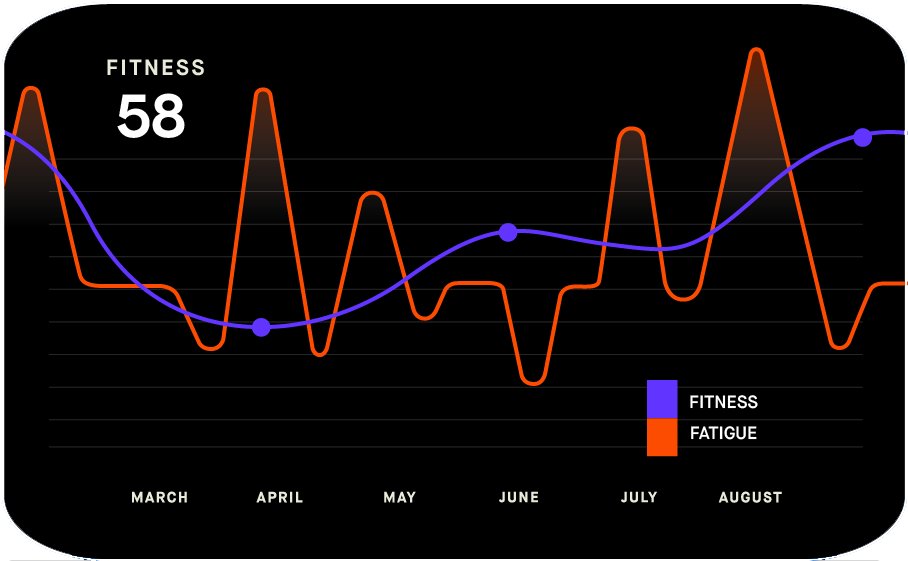 FITNESS
58
FITNESS
FATIGUE
MARCH APRIL MAY JUNE JULY AUGUST